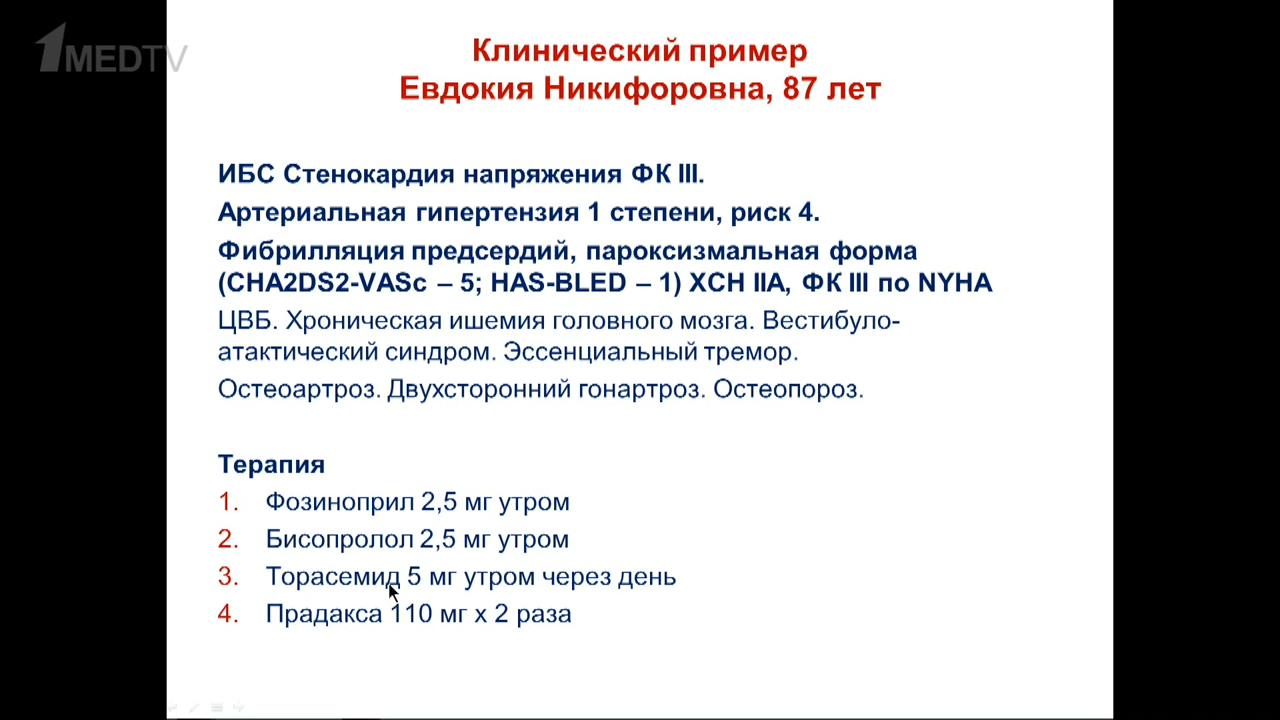 1MEDTV
Клинический пример
Евдокия Никифоровна, 87 лет
ИБС Стенокардия напряжения ФК III.
Артериальная гипертензия 1 степени, риск 4.
Фибрилляция предсердий, пароксизмальная форма
(CHA2DS2-VASc – 5; HAS-BLED – 1) ХСН IIA, ФК III по NYHA
ЦВБ. Хроническая ишемия головного мозга. Вестибуло-
атактический синдром. Эссенциальный тремор.
Остеоартроз. Двухсторонний гонартроз. Остеопороз.
Терапия
1. Фозиноприл 2,5 мг утром
2. Бисопролол 2,5 мг утром
3. Торасемид 5 мг утром через день
4. Прадакса 110 мг х 2 раза